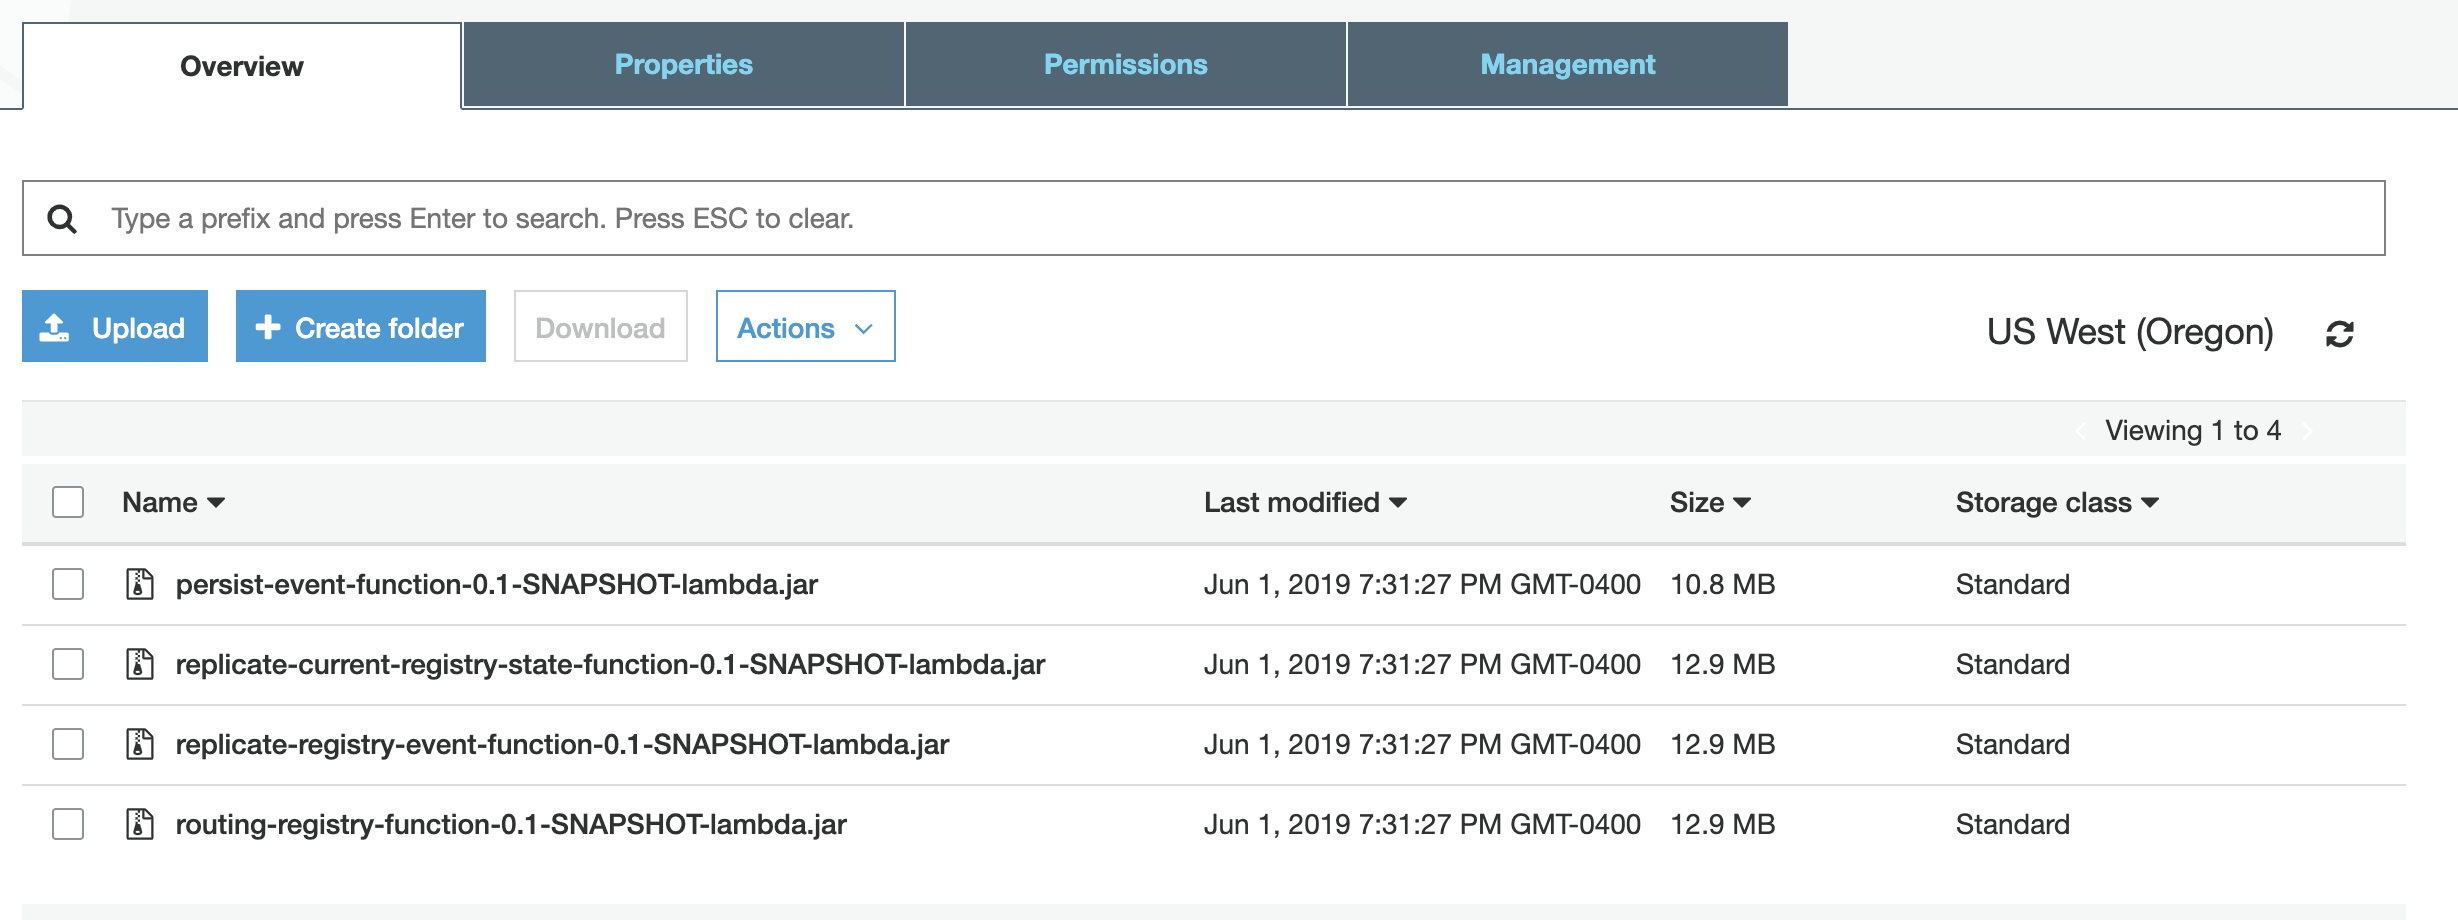 Overview Properties Permissions Management
Type a prefix and press Enter to search. Press ESC to clear.
Upload Create folder Download Actions US West (Oregon)
Viewing 1 to 4
Name Last modified Size Storage class
persist-event-function-0.1-SNAPSHOT-lambda.jar Jun 1, 2019 7:31:27 PM GMT-0400 10.8 MB Standard
replicate-current-registry-state-function-0.1-SNAPSHOT-lambda.jar Jun 1, 2019 7:31:27 PM GMT-0400 12.9 MB Standard
replicate-registry-event-function-0.1-SNAPSHOT-lambda.jar Jun 1, 2019 7:31:27 PM GMT-0400 12.9 MB Standard
routing-registry-function-0.1-SNAPSHOT-lambda.jar Jun 1, 2019 7:31:27 PM GMT-0400 12.9 MB Standard